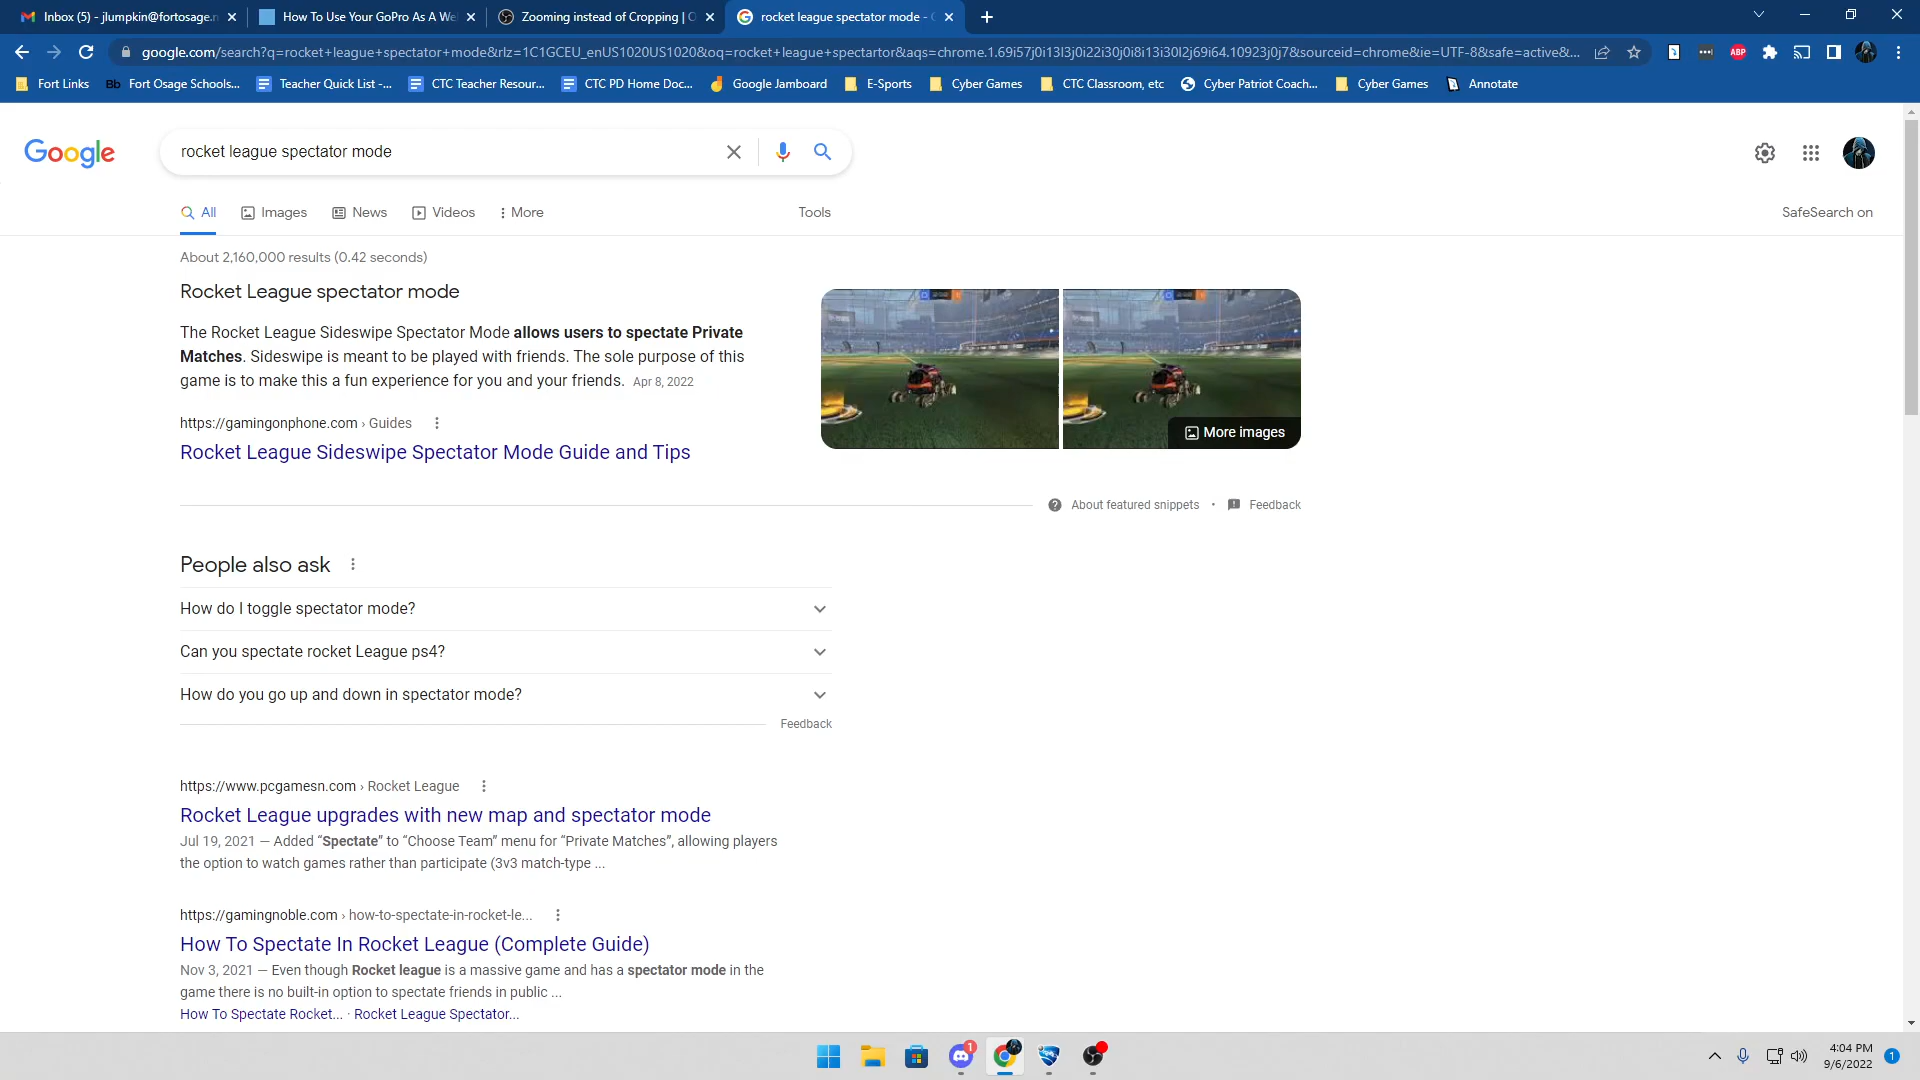 Inbox (5) - jlumpkin@fortosage.n
How To Use Your GoPro As A We
Zooming instead of Cropping | O
rocket league spectator mode - G
google.com/search?q=rocket+league+spectator+mode&rlz=1C1GCEU_enUS1020US1020&oq=rocket+league+spectartor&aqs=chrome.1.69i57j0i13l3j0i22i30j0i8i13i30l2j69i64.10923j0j7&sourceid=chrome&ie=UTF-8&safe=active&...
ABP
Fort Links
Bb Fort Osage Schools...
Teacher Quick List -...
CTC Teacher Resour...
CTC PD Home Doc...
Google Jamboard
E-Sports
Cyber Games
CTC Classroom, etc
Cyber Patriot Coach...
Cyber Games
Annotate
Google
rocket league spectator mode
All Images News Videos More Tools SafeSearch on
About 2,160,000 results (0.42 seconds)
Rocket League spectator mode
The Rocket League Sideswipe Spectator Mode allows users to spectate Private
Matches. Sideswipe is meant to be played with friends. The sole purpose of this
game is to make this a fun experience for you and your friends. Apr 8, 2022
https://gamingonphone.com › Guides
Rocket League Sideswipe Spectator Mode Guide and Tips
More images
About featured snippets • Feedback
People also ask
How do I toggle spectator mode?
Can you spectate rocket League ps4?
How do you go up and down in spectator mode?
Feedback
https://www.pcgamesn.com › Rocket League
Rocket League upgrades with new map and spectator mode
Jul 19, 2021 — Added “Spectate” to “Choose Team” menu for “Private Matches”, allowing players
the option to watch games rather than participate (3v3 match-type ...
https://gamingnoble.com › how-to-spectate-in-rocket-le...
How To Spectate In Rocket League (Complete Guide)
Nov 3, 2021 — Even though Rocket league is a massive game and has a spectator mode in the
game there is no built-in option to spectate friends in public ...
How To Spectate Rocket... · Rocket League Spectator...
1
4:04 PM
9/6/2022
1